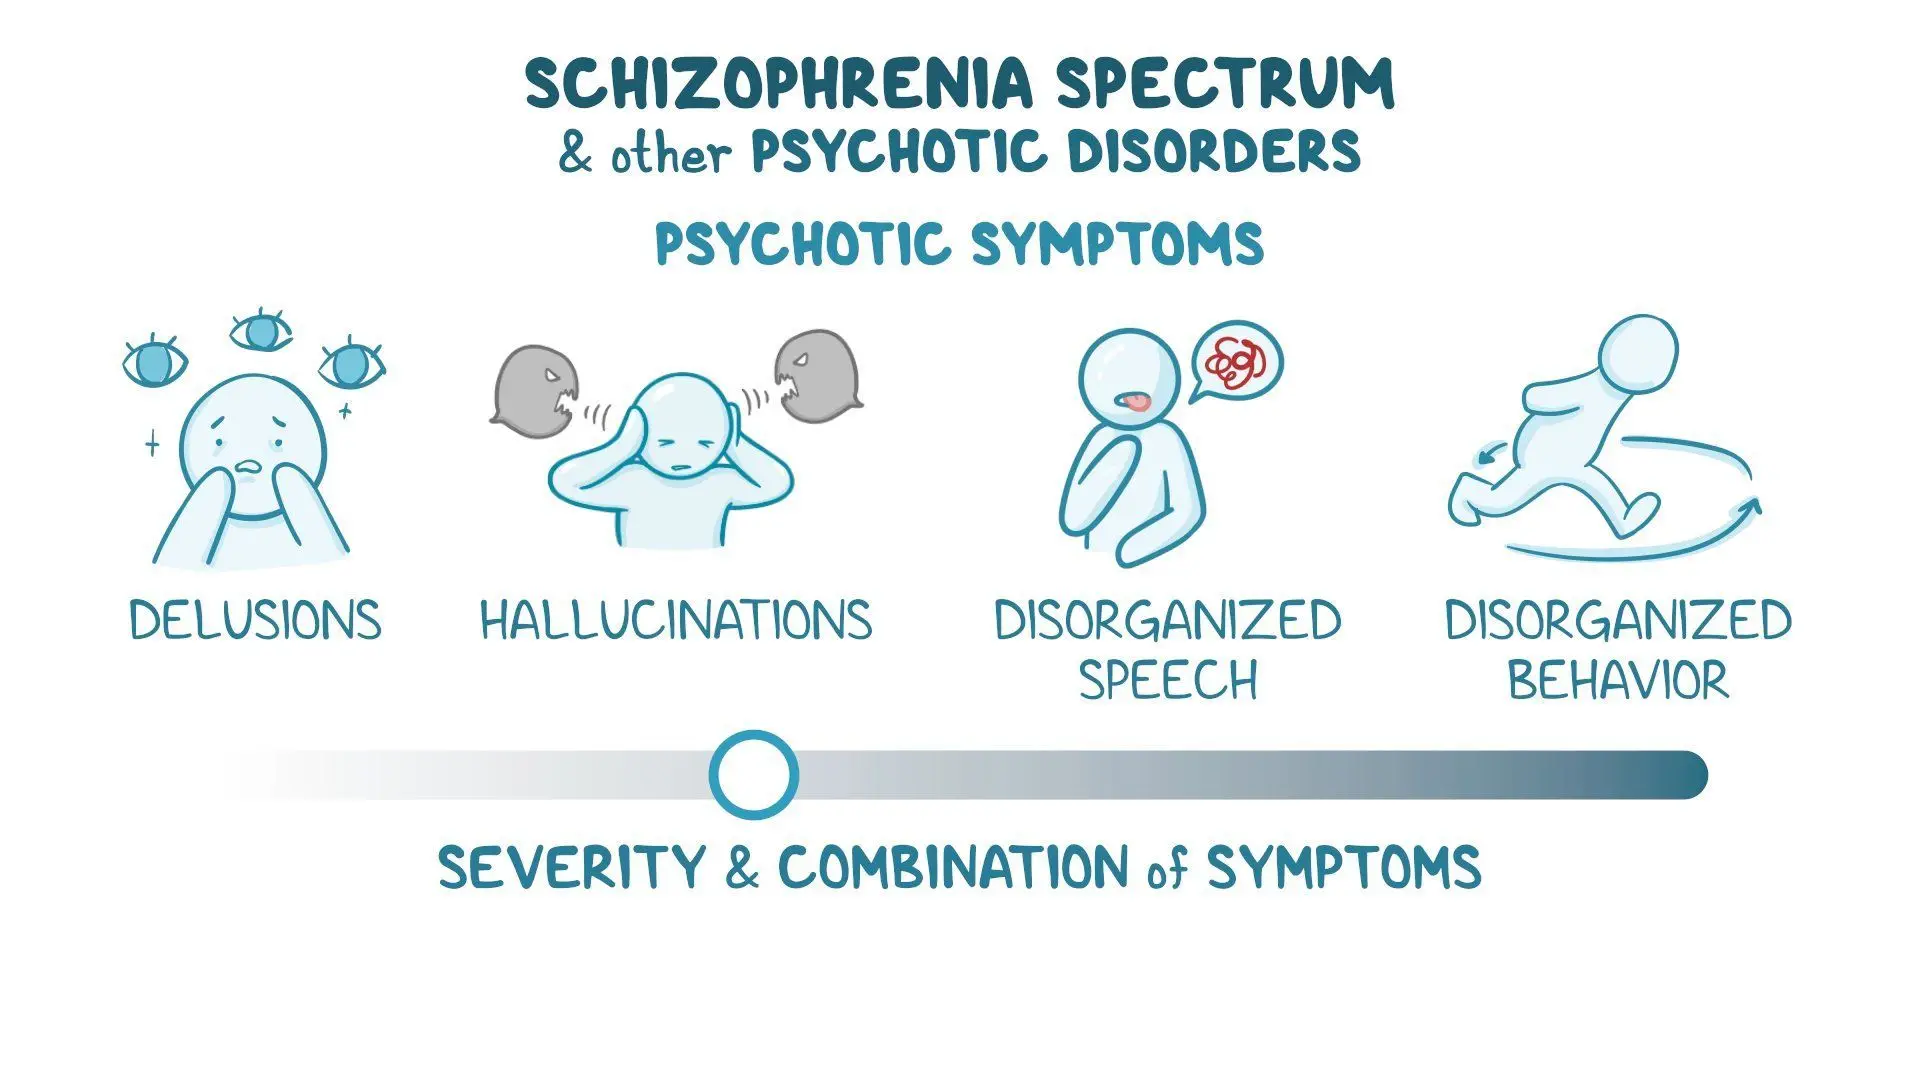 SCHIZOPHRENIA SPECTRUM
& other PSYCHOTIC DISORDERS
PSYCHOTIC SYMPTOMS
DELUSIONS
HALLUCINATIONS
DISORGANIZED
SPEECH
DISORGANIZED
BEHAVIOR
SEVERITY & COMBINATION of SYMPTOMS